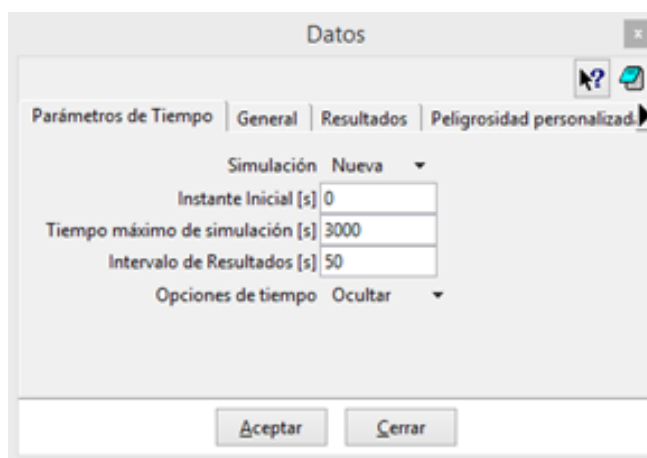 Datos
x
?
Parámetros de Tiempo General Resultados Peligrosidad personalizad
Simulación Nueva
Instante Inicial [s] 0
Tiempo máximo de simulación [s] 3000
Intervalo de Resultados [s] 50
Opciones de tiempo Ocultar
Aceptar Cerrar